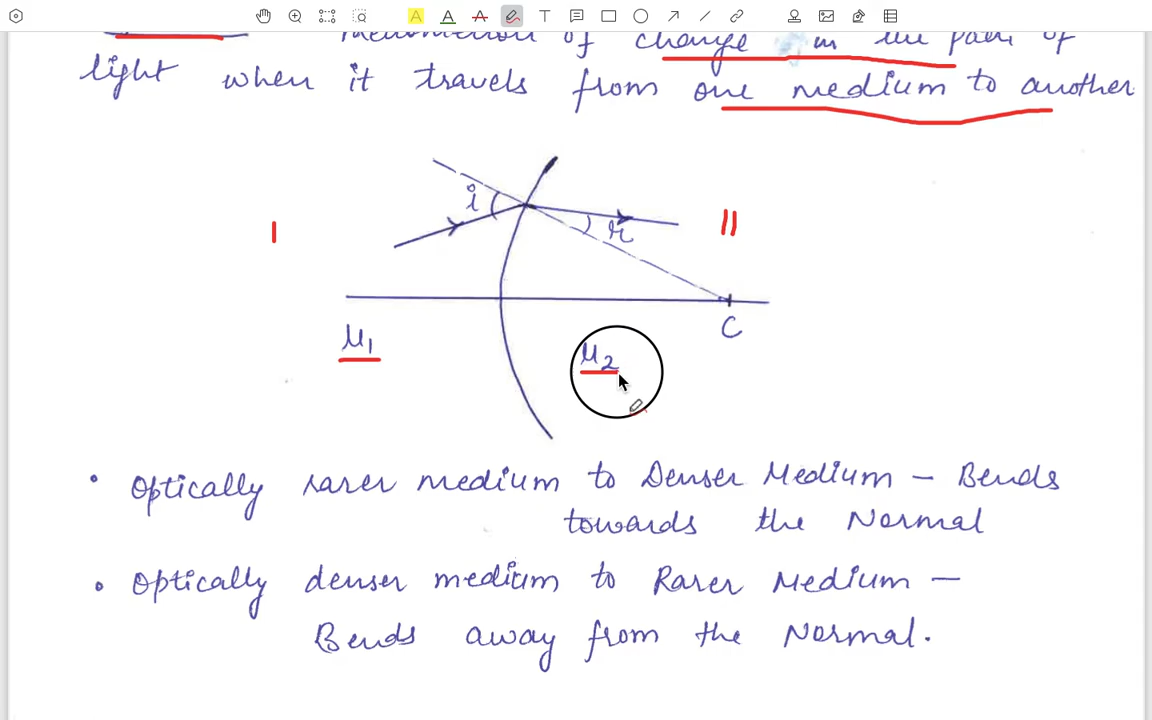 of change in the path of
light when it travels from one medium to another
i
r
I
II
C
μ1
μ2
• Optically rarer medium to Denser Medium – Bends
towards the Normal
• Optically denser medium to Rarer Medium –
Bends away from the Normal.